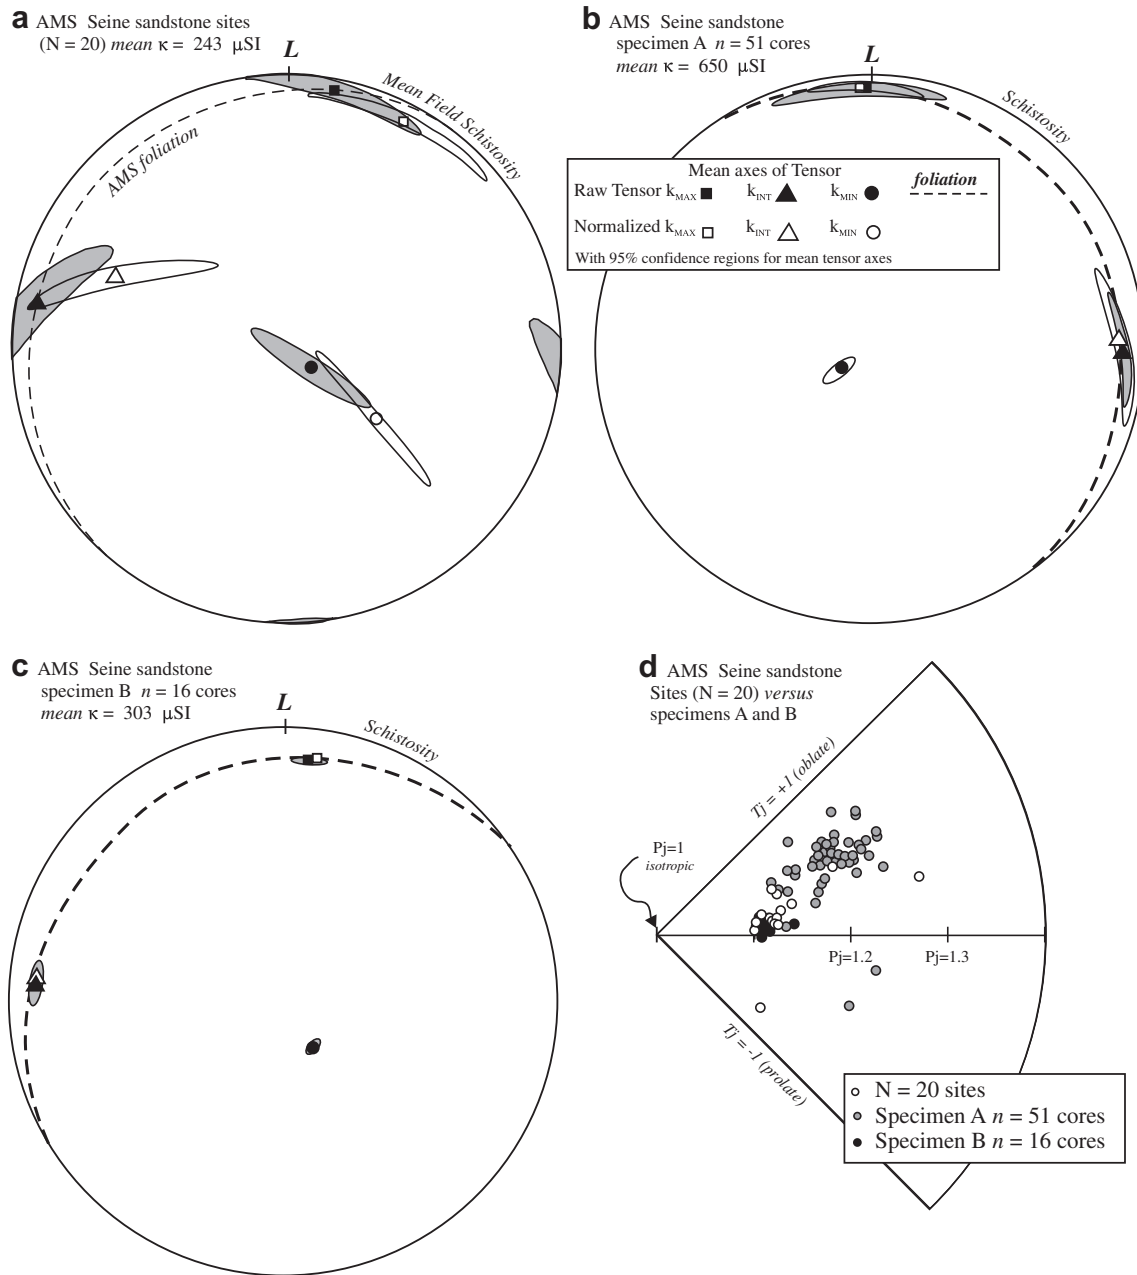 a AMS Seine sandstone sites
(N = 20) mean κ = 243 μSI
L
Mean Field Schistosity
AMS foliation
b AMS Seine sandstone
specimen A n = 51 cores
mean κ = 650 μSI
L
Schistosity
Mean axes of Tensor
Raw Tensor kMAX kINT kMIN foliation
Normalized kMAX kINT kMIN
With 95% confidence regions for mean tensor axes
c AMS Seine sandstone
specimen B n = 16 cores
mean κ = 303 μSI
L
Schistosity
d AMS Seine sandstone
Sites (N = 20) versus
specimens A and B
Tj = +1 (oblate)
Pj=1
isotropic
Pj=1.2 Pj=1.3
Tj = -1 (prolate)
N = 20 sites
Specimen A n = 51 cores
Specimen B n = 16 cores